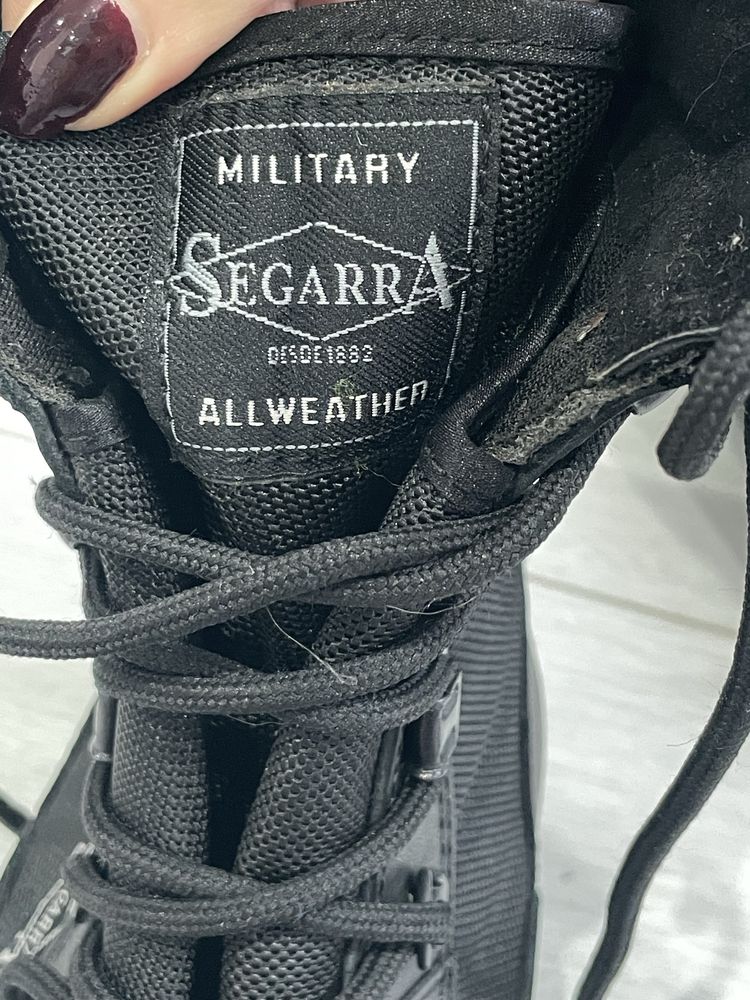 MILITARY
SEGARRA
DESDE 1882
ALLWEATHER